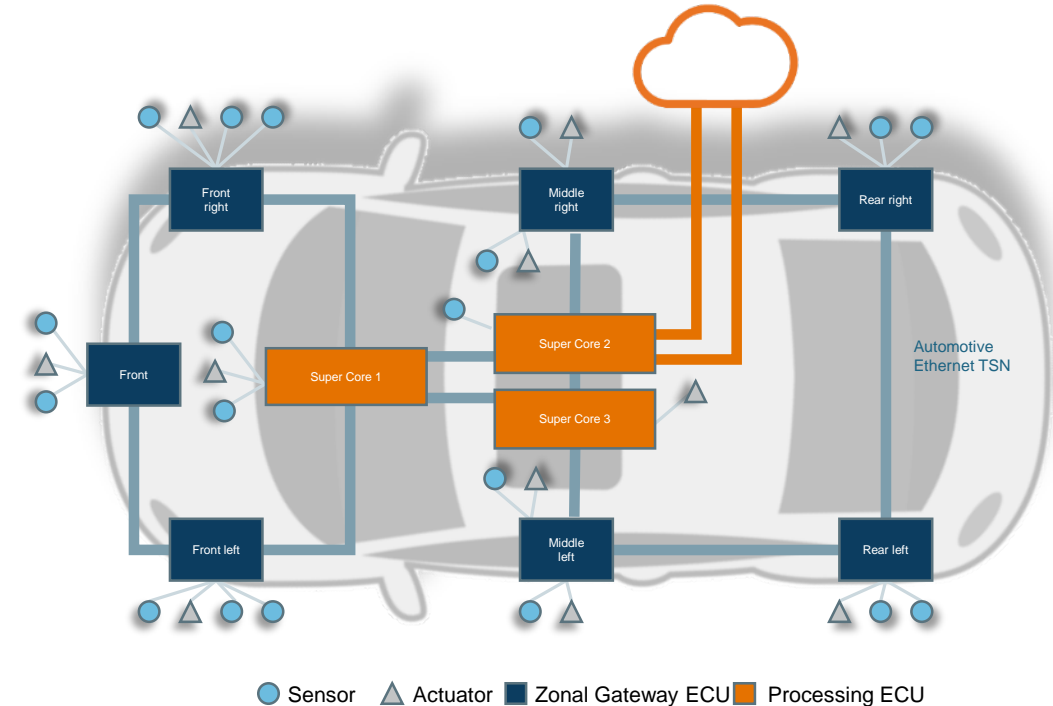 Front
right
Middle
right
Rear right
Super Core 2
Automotive
Ethernet TSN
Front
Super Core 1
Super Core 3
Front left
Middle
left
Rear left
Sensor
Actuator
Zonal Gateway ECU
Processing ECU